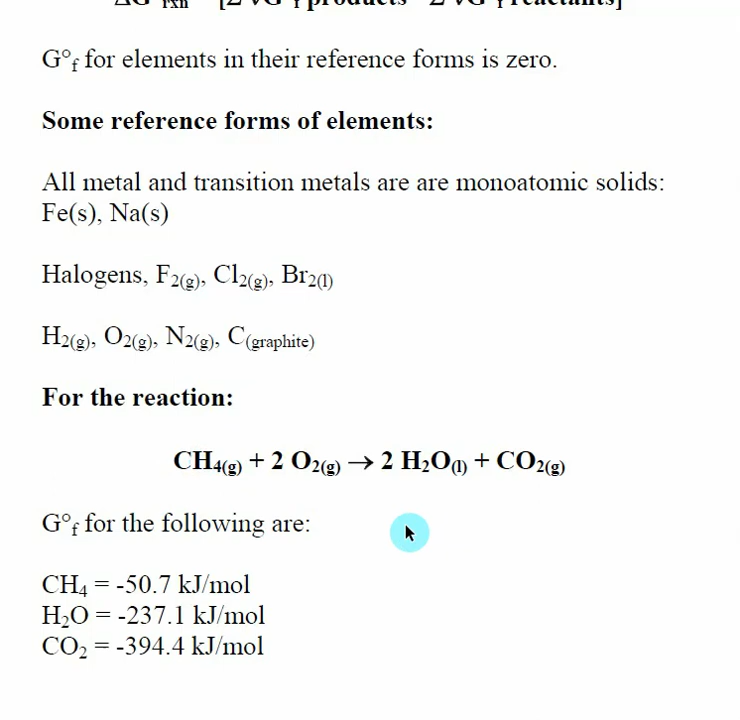 G°f for elements in their reference forms is zero.
Some reference forms of elements:
All metal and transition metals are are monoatomic solids:
Fe(s), Na(s)
Halogens, F2(g), Cl2(g), Br2(l)
H2(g), O2(g), N2(g), C(graphite)
For the reaction:
CH4(g) + 2 O2(g) → 2 H2O(l) + CO2(g)
G°f for the following are:
CH4 = -50.7 kJ/mol
H2O = -237.1 kJ/mol
CO2 = -394.4 kJ/mol